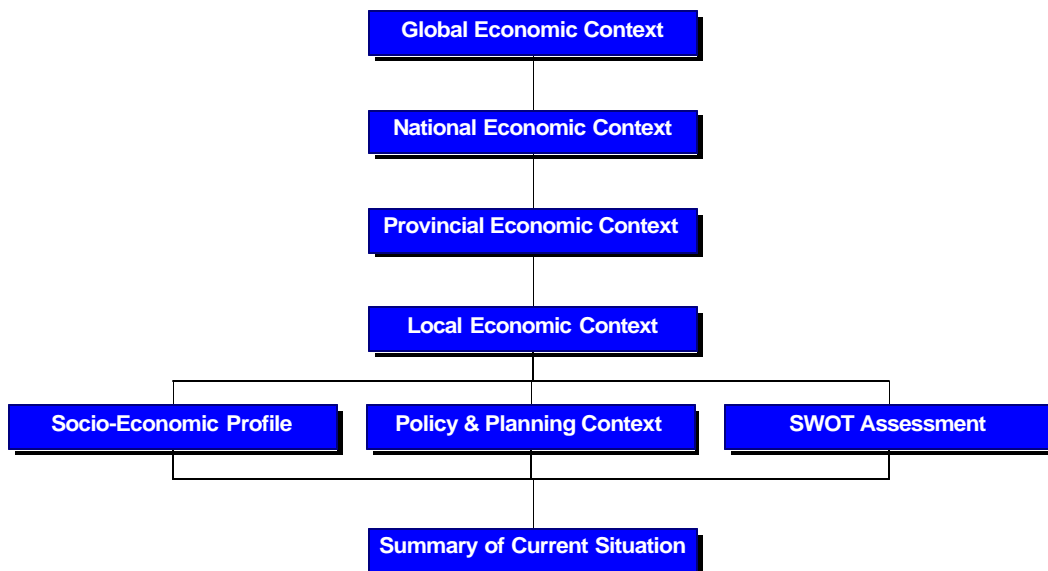 Global Economic Context
National Economic Context
Provincial Economic Context
Local Economic Context
Socio-Economic Profile
Policy & Planning Context
SWOT Assessment
Summary of Current Situation